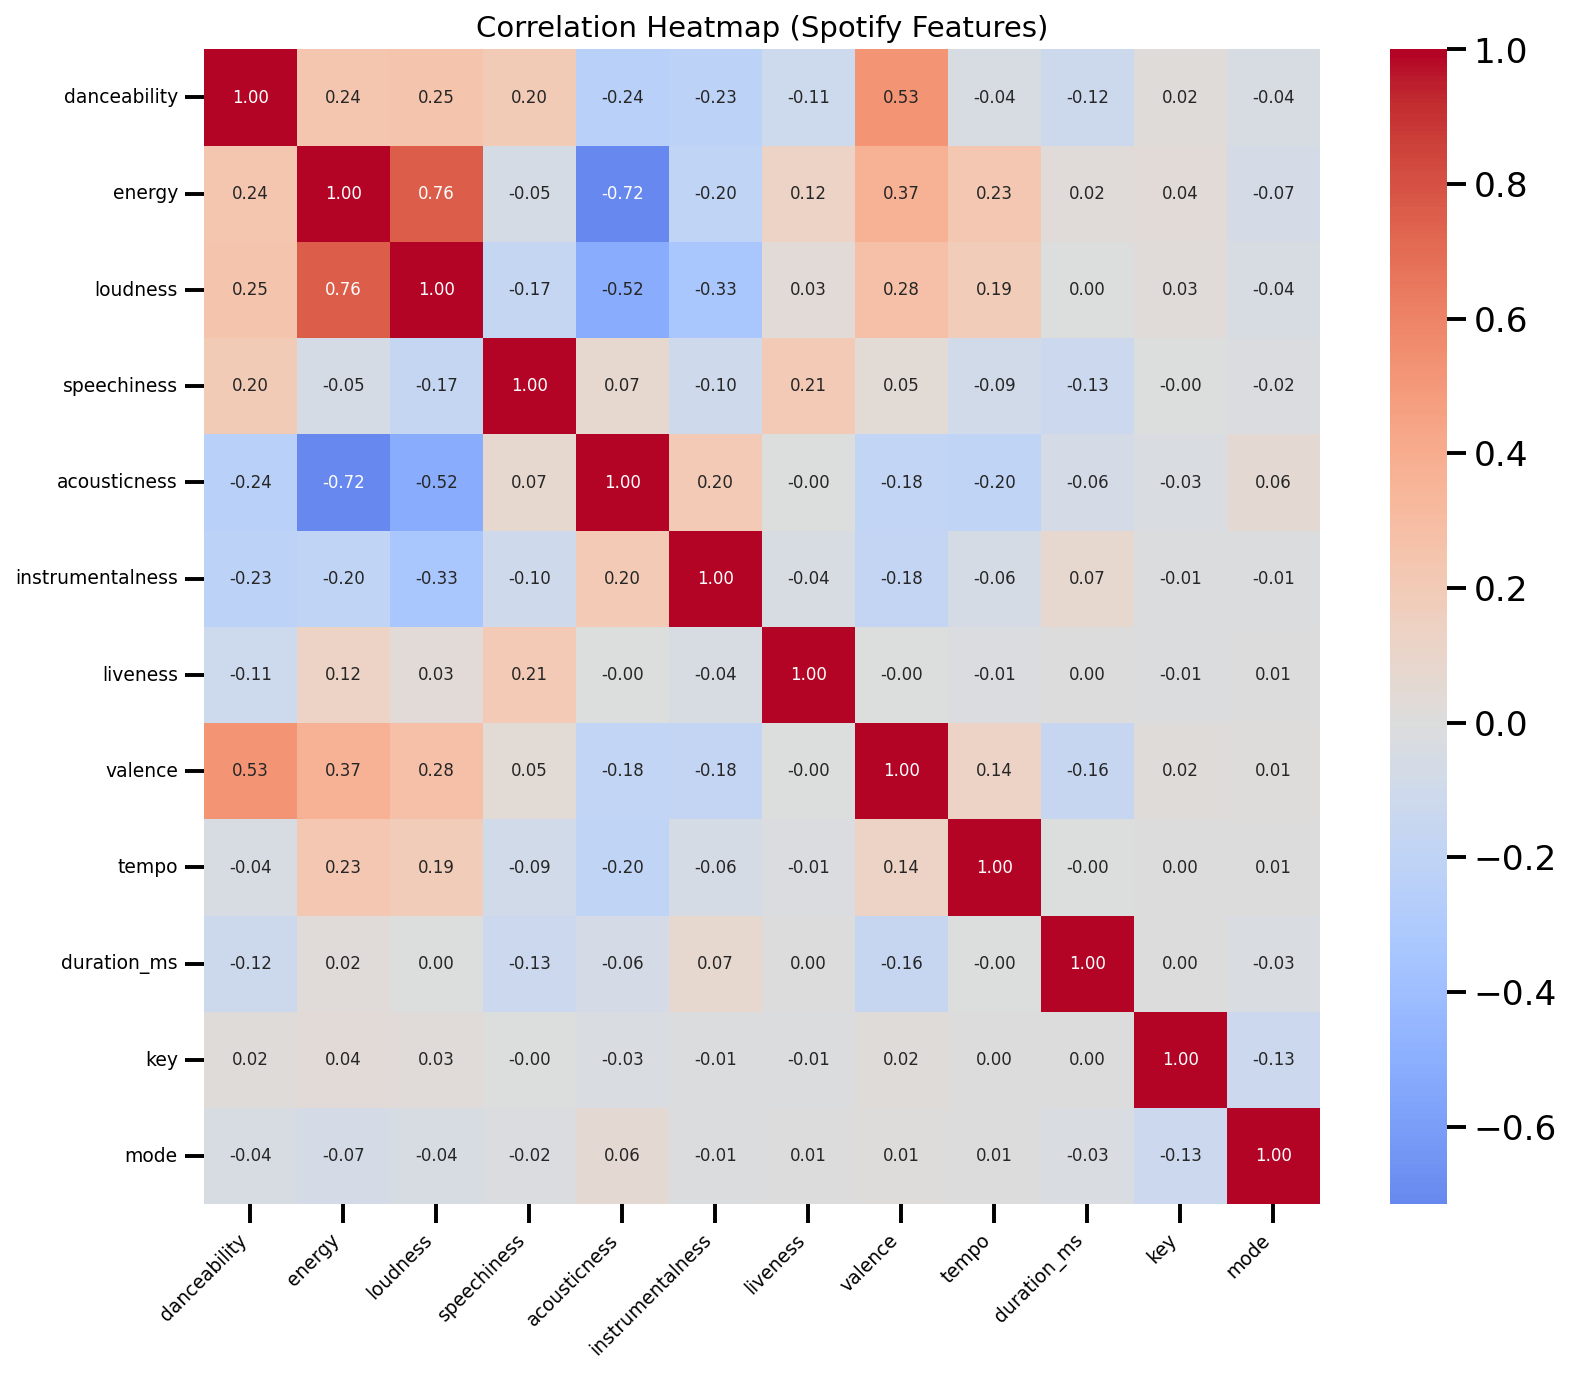 Correlation Heatmap (Spotify Features)
danceability 1.00 0.24 0.25 0.20 -0.24 -0.23 -0.11 0.53 -0.04 -0.12 0.02 -0.04
energy 0.24 1.00 0.76 -0.05 -0.72 -0.20 0.12 0.37 0.23 0.02 0.04 -0.07
loudness 0.25 0.76 1.00 -0.17 -0.52 -0.33 0.03 0.28 0.19 0.00 0.03 -0.04
speechiness 0.20 -0.05 -0.17 1.00 0.07 -0.10 0.21 0.05 -0.09 -0.13 -0.00 -0.02
acousticness -0.24 -0.72 -0.52 0.07 1.00 0.20 -0.00 -0.18 -0.20 -0.06 -0.03 0.06
instrumentalness -0.23 -0.20 -0.33 -0.10 0.20 1.00 -0.04 -0.18 -0.06 0.07 -0.01 -0.01
liveness -0.11 0.12 0.03 0.21 -0.00 -0.04 1.00 -0.00 -0.01 0.00 -0.01 0.01
valence 0.53 0.37 0.28 0.05 -0.18 -0.18 -0.00 1.00 0.14 -0.16 0.02 0.01
tempo -0.04 0.23 0.19 -0.09 -0.20 -0.06 -0.01 0.14 1.00 -0.00 0.00 0.01
duration_ms -0.12 0.02 0.00 -0.13 -0.06 0.07 0.00 -0.16 -0.00 1.00 0.00 -0.03
key 0.02 0.04 0.03 -0.00 -0.03 -0.01 -0.01 0.02 0.00 0.00 1.00 -0.13
mode -0.04 -0.07 -0.04 -0.02 0.06 -0.01 0.01 0.01 0.01 -0.03 -0.13 1.00
danceability energy loudness speechiness acousticness instrumentalness liveness valence tempo duration_ms key mode
1.0
0.8
0.6
0.4
0.2
0.0
−0.2
−0.4
−0.6